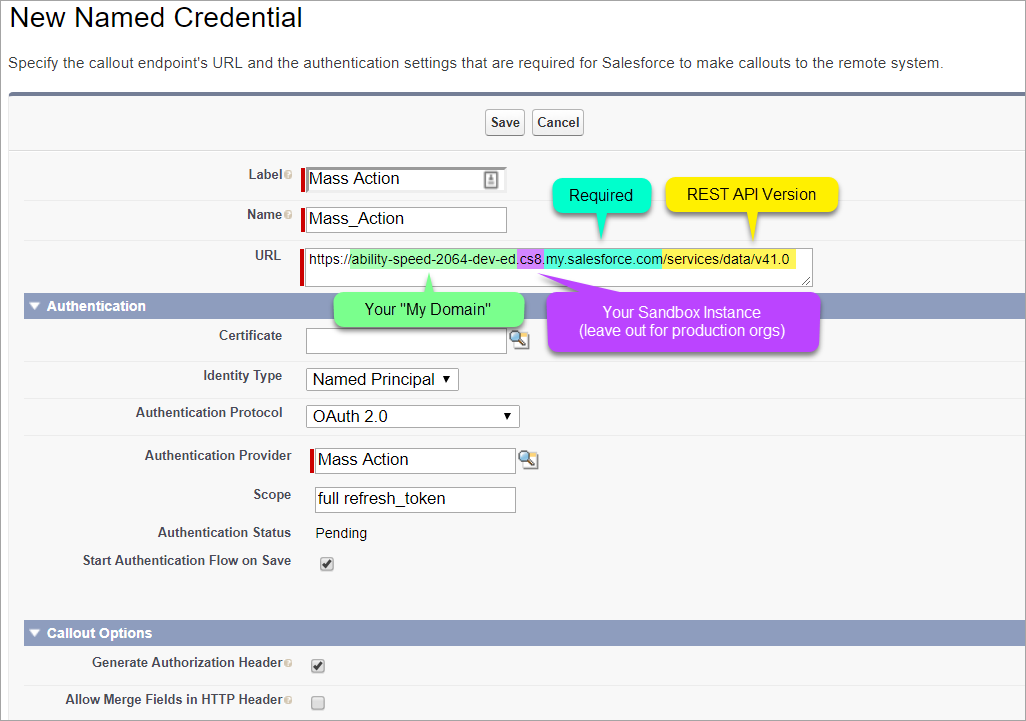 New Named Credential
Specify the callout endpoint's URL and the authentication settings that are required for Salesforce to make callouts to the remote system.
Save Cancel
Label Mass Action
Required REST API Version
Name Mass_Action
URL https://ability-speed-2064-dev-ed.cs8.my.salesforce.com/services/data/v41.0
Authentication
Your "My Domain"
Your Sandbox Instance
(leave out for production orgs)
Certificate
Identity Type Named Principal
Authentication Protocol OAuth 2.0
Authentication Provider Mass Action
Scope full refresh_token
Authentication Status Pending
Start Authentication Flow on Save
Callout Options
Generate Authorization Header
Allow Merge Fields in HTTP Header